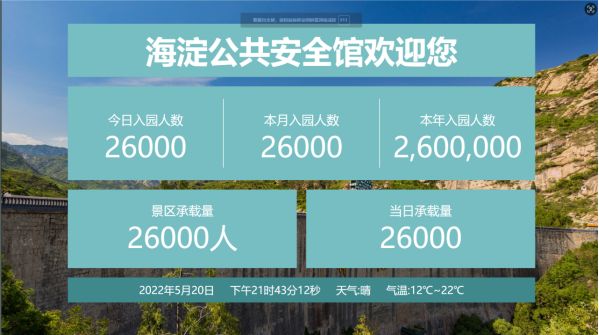 海淀公共安全馆欢迎您
今日入园人数 本月入园人数 本年入园人数
26000 26000 2,600,000
景区承载量 当日承载量
26000人 26000
2022年5月20日 下午21时43分12秒 天气:晴 气温:12℃~22℃